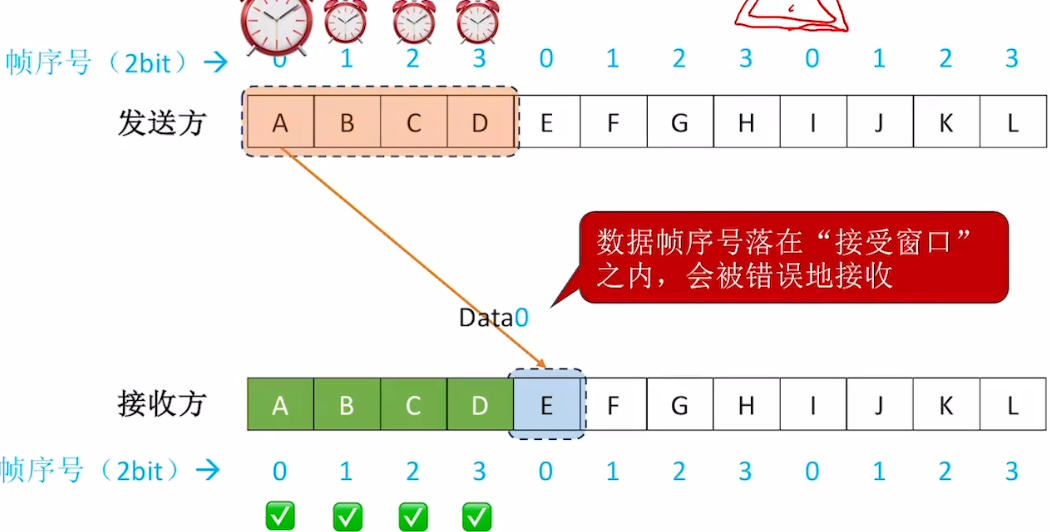 帧序号（2bit）→ 0 1 2 3 0 1 2 3 0 1 2 3
发送方 A B C D E F G H I J K L
数据帧序号落在“接受窗口”
之内，会被错误地接收
Data0
接收方 A B C D E F G H I J K L
帧序号（2bit）→ 0 1 2 3 0 1 2 3 0 1 2 3